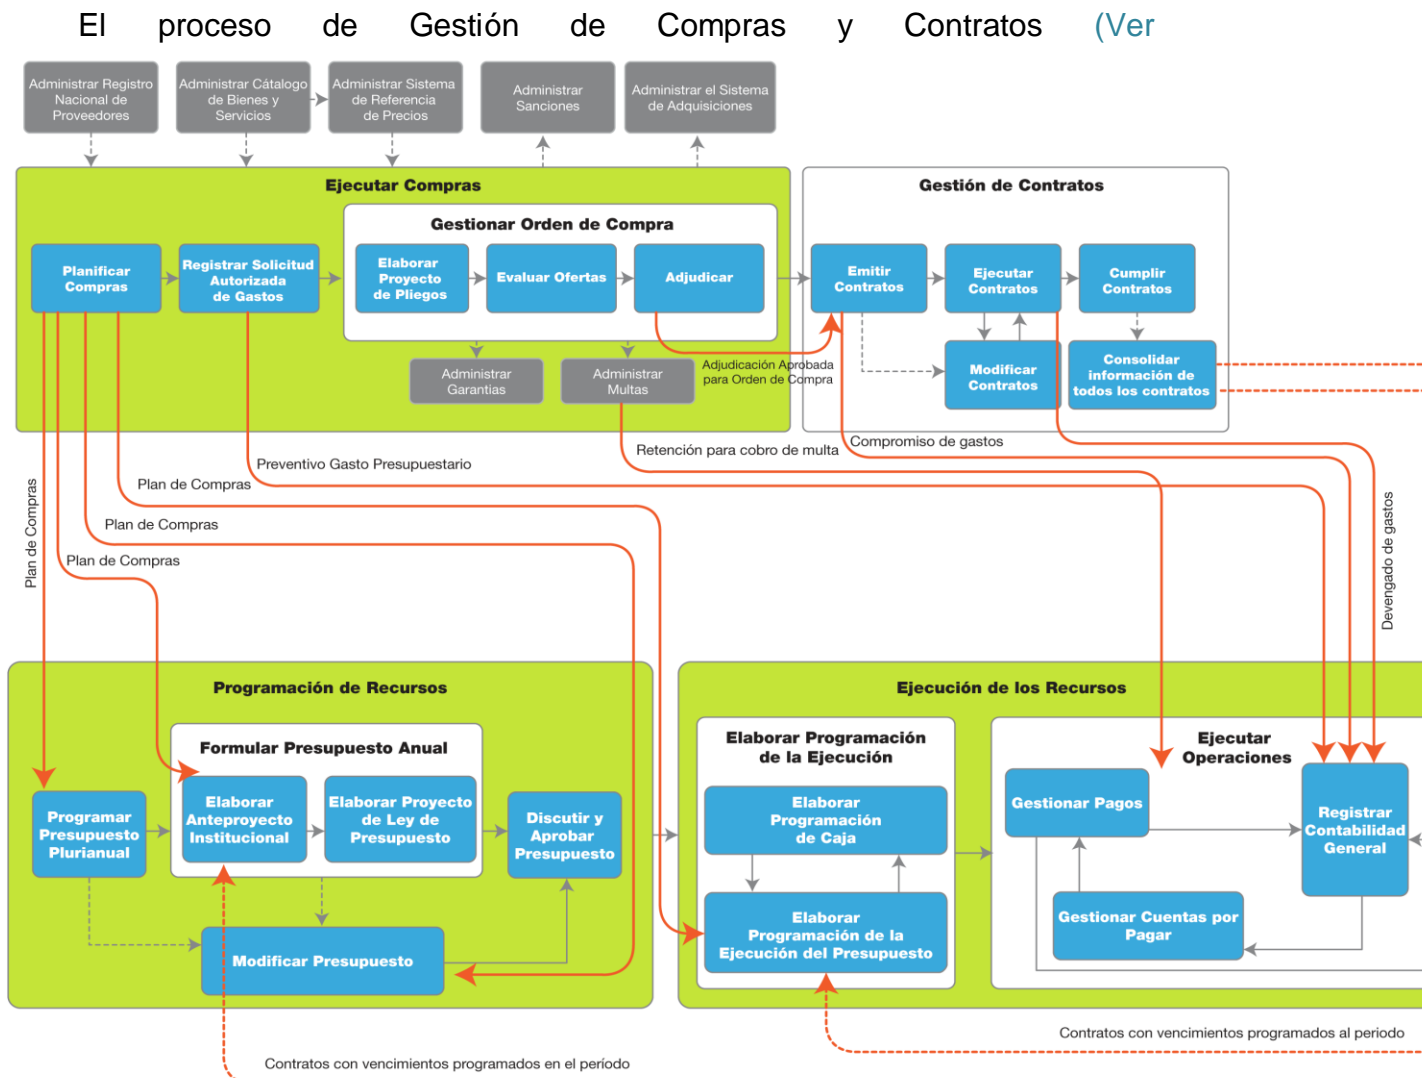 El proceso de Gestión de Compras y Contratos (Ver
Administrar Registro
Nacional de
Proveedores
Administrar Cátalogo
de Bienes y
Servicios
Administrar Sistema
de Referencia
de Precios
Administrar
Sanciones
Administrar el Sistema
de Adquisiciones
Ejecutar Compras
Gestionar Orden de Compra
Planificar
Compras
Registrar Solicitud
Autorizada
de Gastos
Elaborar
Proyecto
de Pliegos
Evaluar Ofertas
Adjudicar
Administrar
Garantias
Administrar
Multas
Adjudicación Aprobada
para Orden de Compra
Gestión de Contratos
Emitir
Contratos
Ejecutar
Contratos
Cumplir
Contratos
Modificar
Contratos
Consolidar
información de
todos los contratos
Retención para cobro de multa
Compromiso de gastos
Preventivo Gasto Presupuestario
Plan de Compras
Plan de Compras
Plan de Compras
Plan de Compras
Devengado de gastos
Programación de Recursos
Formular Presupuesto Anual
Programar
Presupuesto
Plurianual
Elaborar
Anteproyecto
Institucional
Elaborar Proyecto
de Ley de
Presupuesto
Discutir y
Aprobar
Presupuesto
Modificar Presupuesto
Ejecución de los Recursos
Elaborar Programación
de la Ejecución
Elaborar
Programación
de Caja
Elaborar
Programación de la
Ejecución del Presupuesto
Ejecutar
Operaciones
Gestionar Pagos
Registrar
Contabilidad
General
Gestionar Cuentas por
Pagar
Contratos con vencimientos programados al periodo
Contratos con vencimientos programados en el período